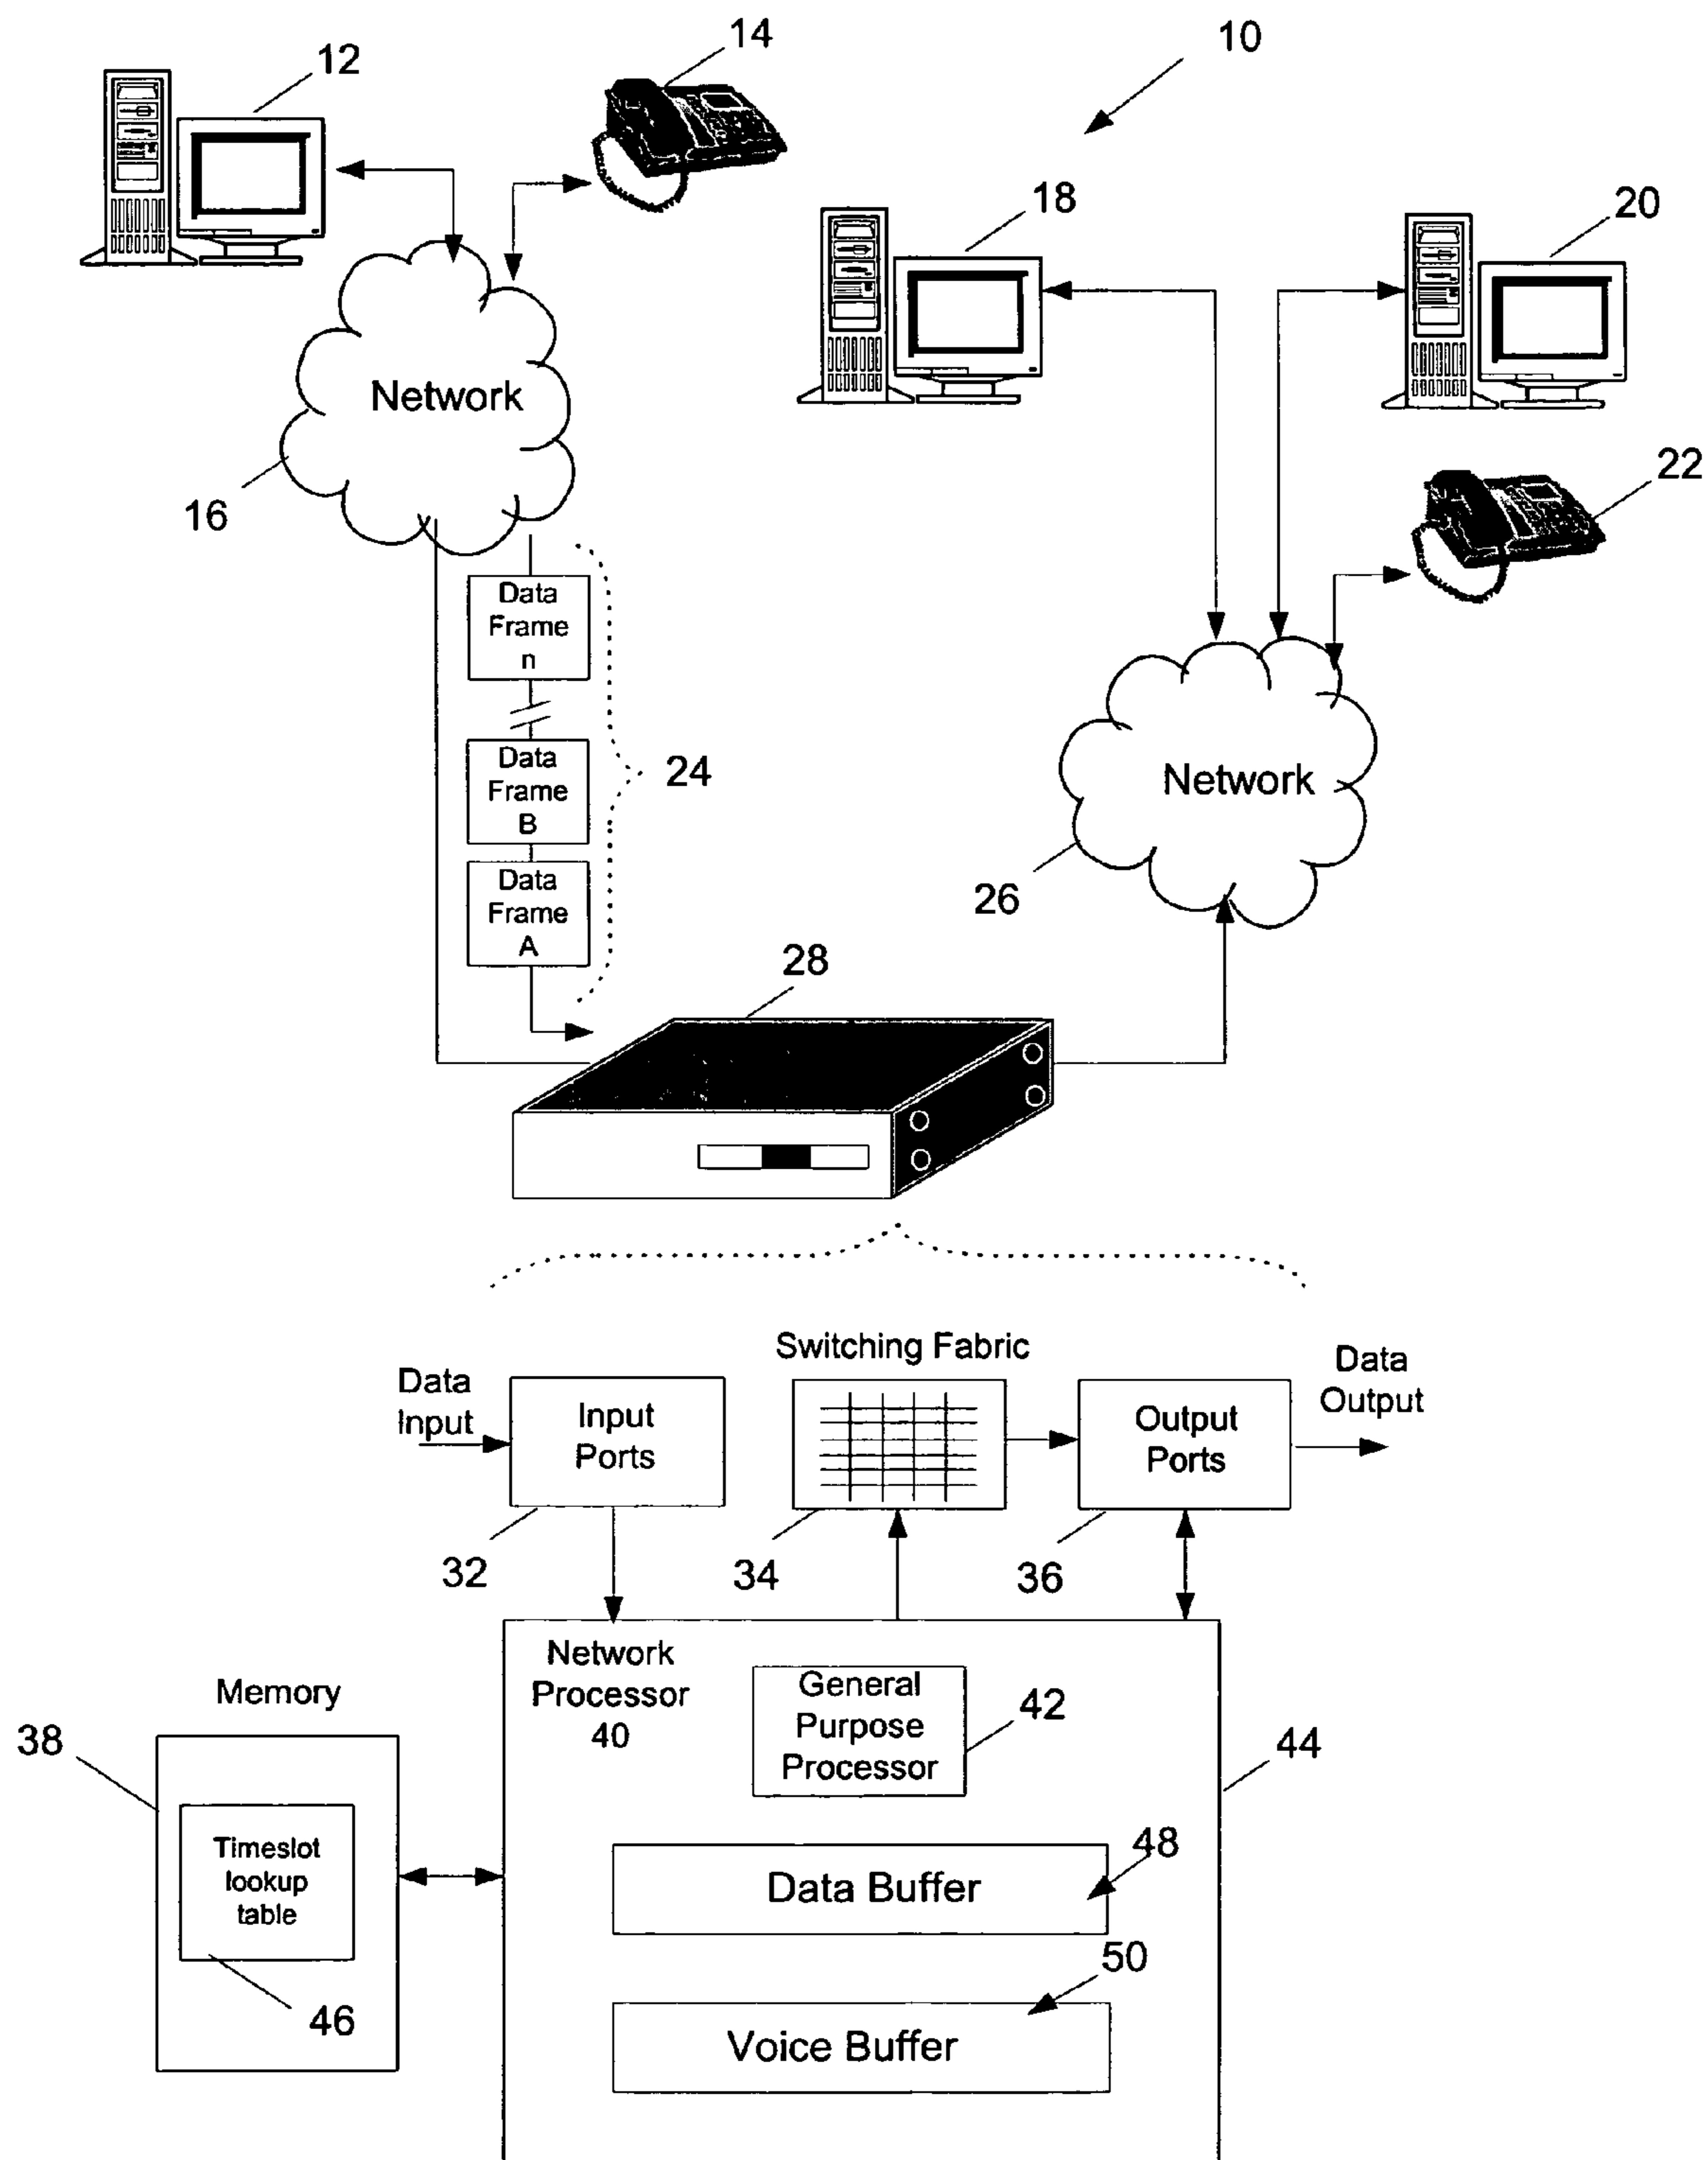 10
14
12
18
20
Network
22
16
Data
Frame
n
Data
Frame
B
24
Network
Data
Frame
A
26
28
Switching Fabric
Data
Input
Input
Ports
Output
Ports
Data
Output
32
34
36
Network
Processor
40
General
Purpose
Processor
42
Memory
38
44
Timeslot
lookup
table
46
Data Buffer
48
50
Voice Buffer